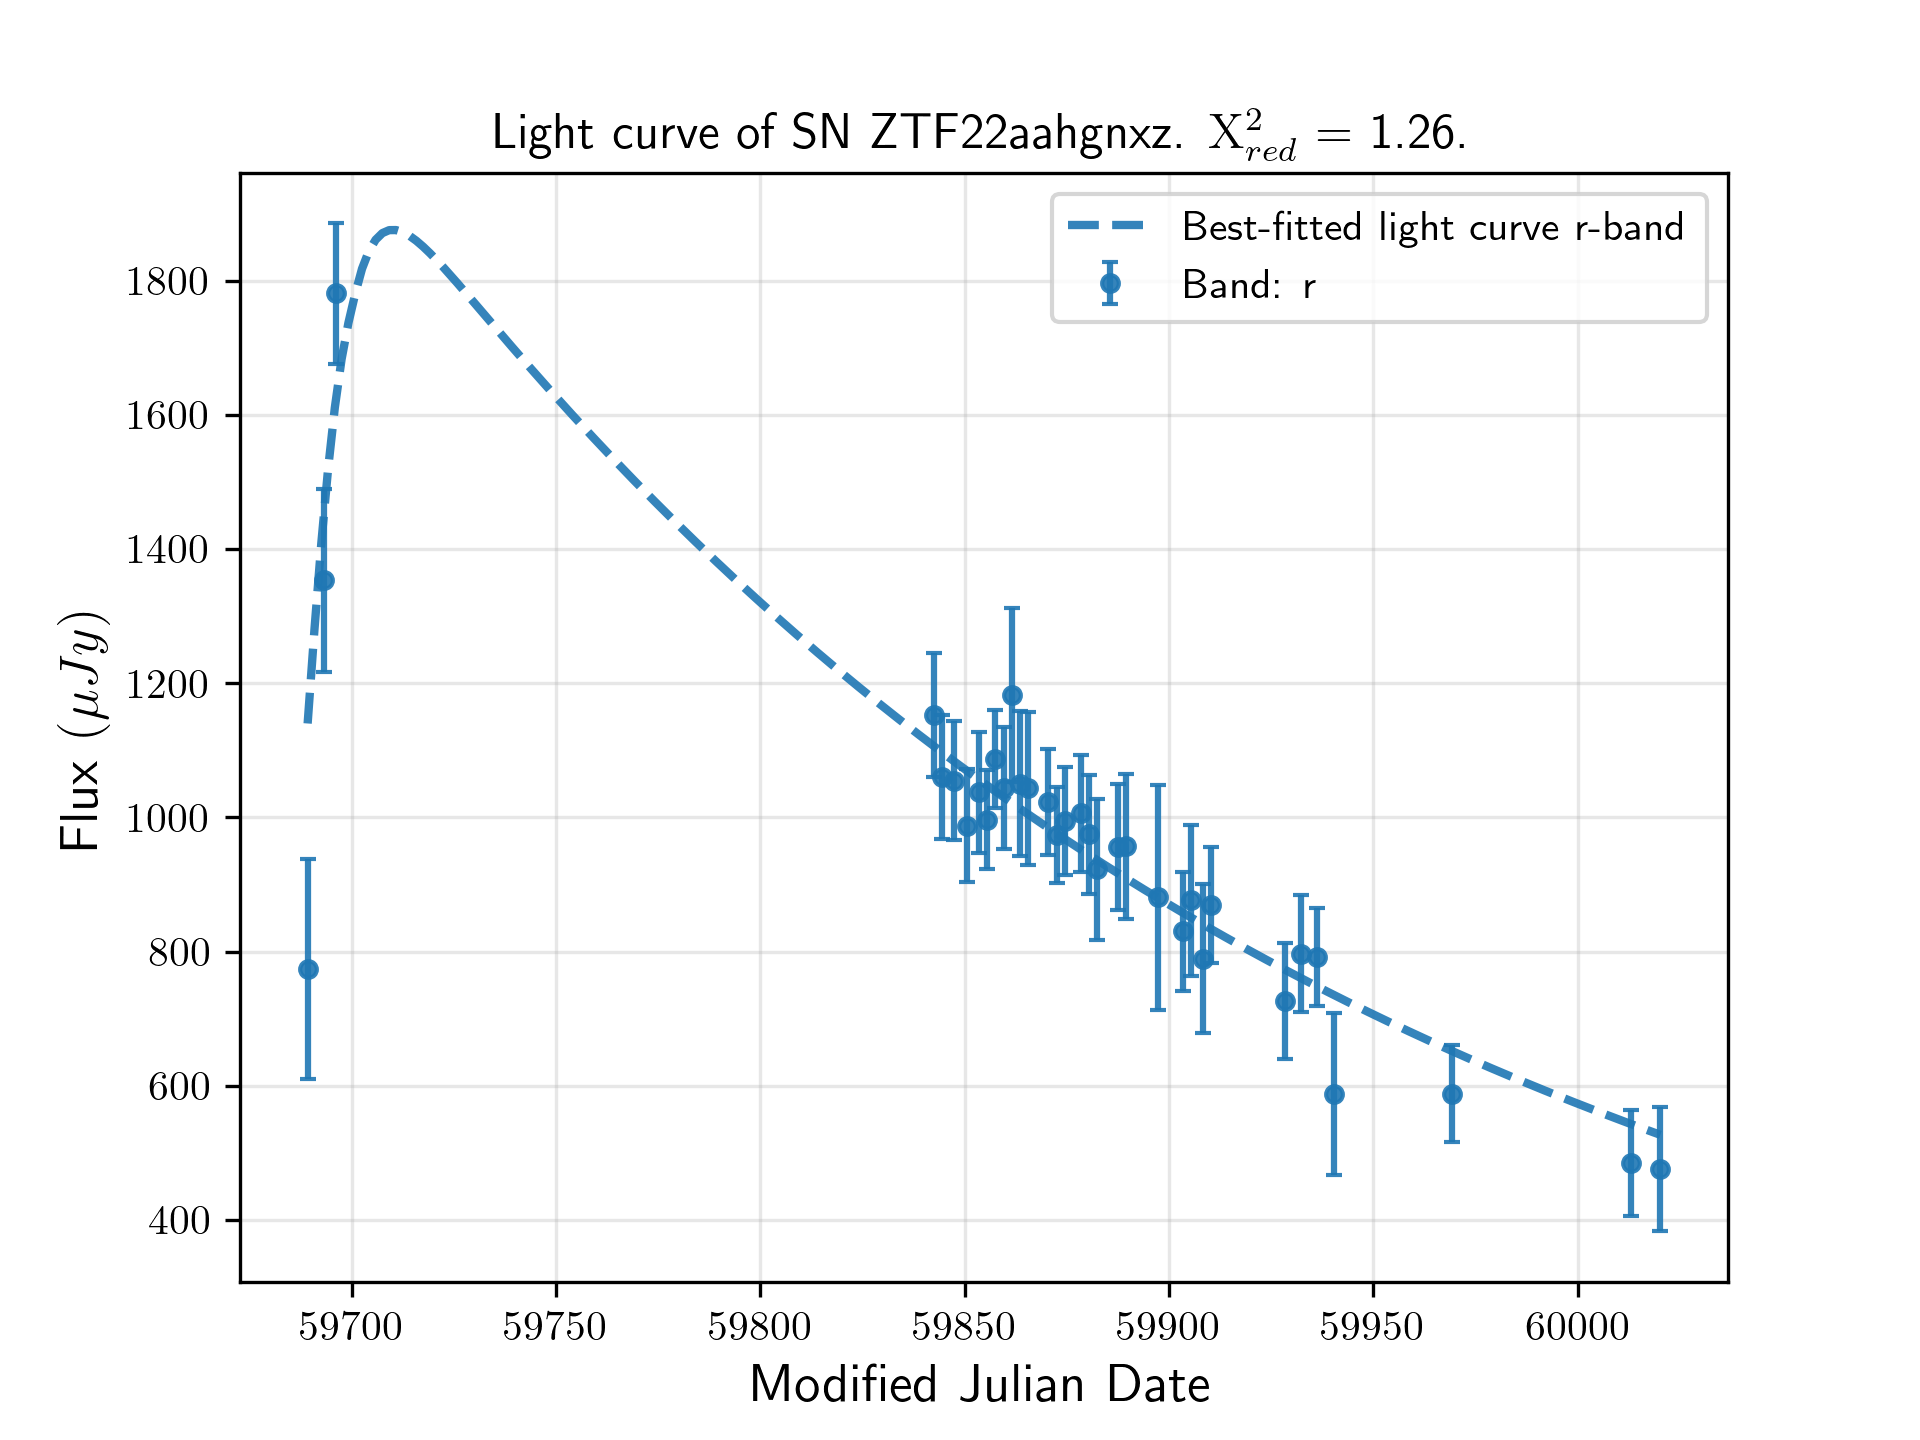 Light curve of SN ZTF22aahgnxz. X²red = 1.26.
Best-fitted light curve r-band
Band: r
Flux (μJy)
1800
1600
1400
1200
1000
800
600
400
59700 59750 59800 59850 59900 59950 60000
Modified Julian Date